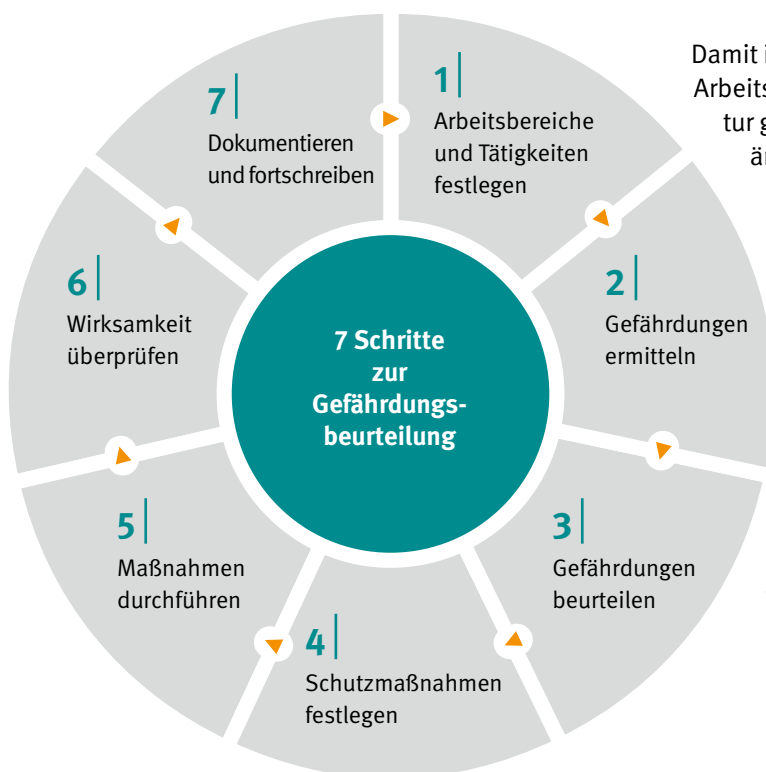 Damit i
Arbeits
tur g
än
1
Arbeitsbereiche
und Tätigkeiten
festlegen
2
Gefährdungen
ermitteln
3
Gefährdungen
beurteilen
4
Schutzmaßnahmen
festlegen
5
Maßnahmen
durchführen
6
Wirksamkeit
überprüfen
7
Dokumentieren
und fortschreiben
7 Schritte
zur
Gefährdungs-
beurteilung